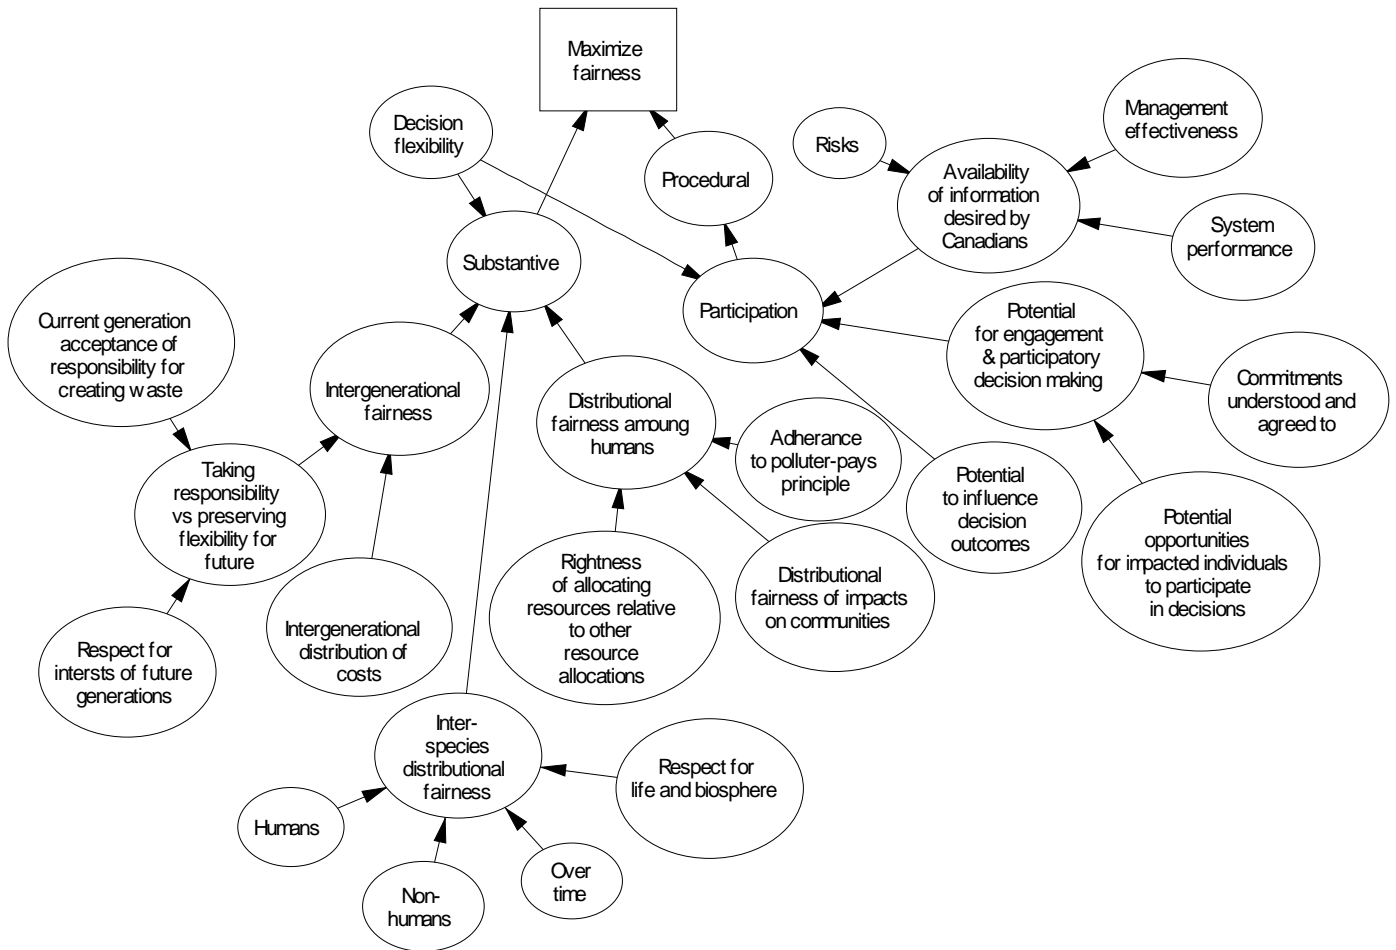 Maximize
fairness
Decision
flexibility
Procedural
Risks
Management
effectiveness
Availability
of information
desired by
Canadians
System
performance
Substantive
Participation
Potential
for engagement
& participatory
decision making
Commitments
understood and
agreed to
Current generation
acceptance of
responsibility for
creating waste
Intergenerational
fairness
Distributional
fairness amoung
humans
Adherance
to polluter-pays
principle
Potential
to influence
decision
outcomes
Potential
opportunities
for impacted individuals
to participate
in decisions
Taking
responsibility
vs preserving
flexibility for
future
Rightness
of allocating
resources relative
to other
resource
allocations
Distributional
fairness of impacts
on communities
Respect for
intersts of future
generations
Intergenerational
distribution of
costs
Inter-
species
distributional
fairness
Respect for
life and biosphere
Humans
Non-
humans
Over
time